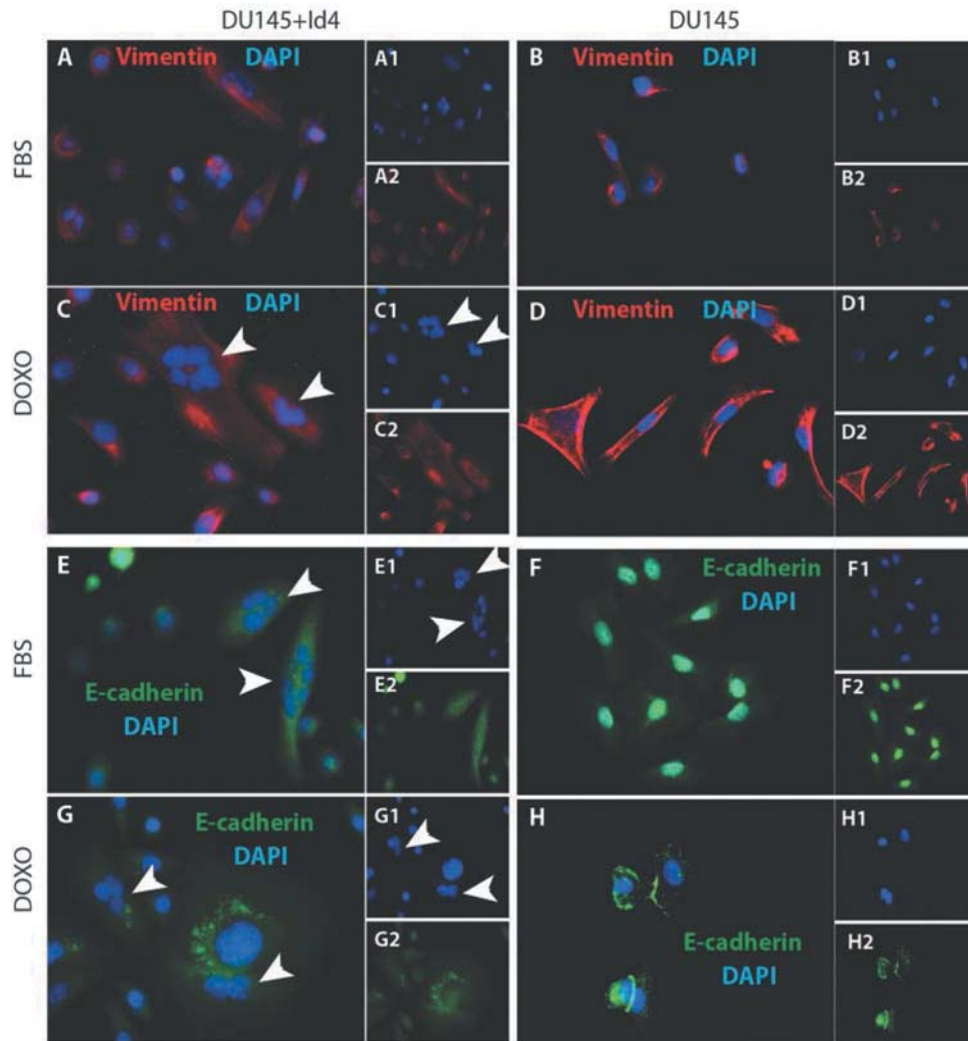 DU145+Id4 DU145
FBS
A Vimentin DAPI A1 B Vimentin DAPI B1
A2 B2
DOXO
C Vimentin DAPI C1 D Vimentin DAPI D1
C2 D2
FBS
E E1 F E-cadherin F1
DAPI
E-cadherin E2 F2
DAPI
DOXO
G E-cadherin G1 H H1
DAPI
G2 E-cadherin H2
DAPI